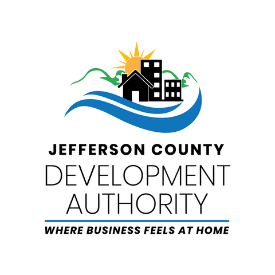 JEFFERSON COUNTY
DEVELOPMENT
AUTHORITY
WHERE BUSINESS FEELS AT HOME